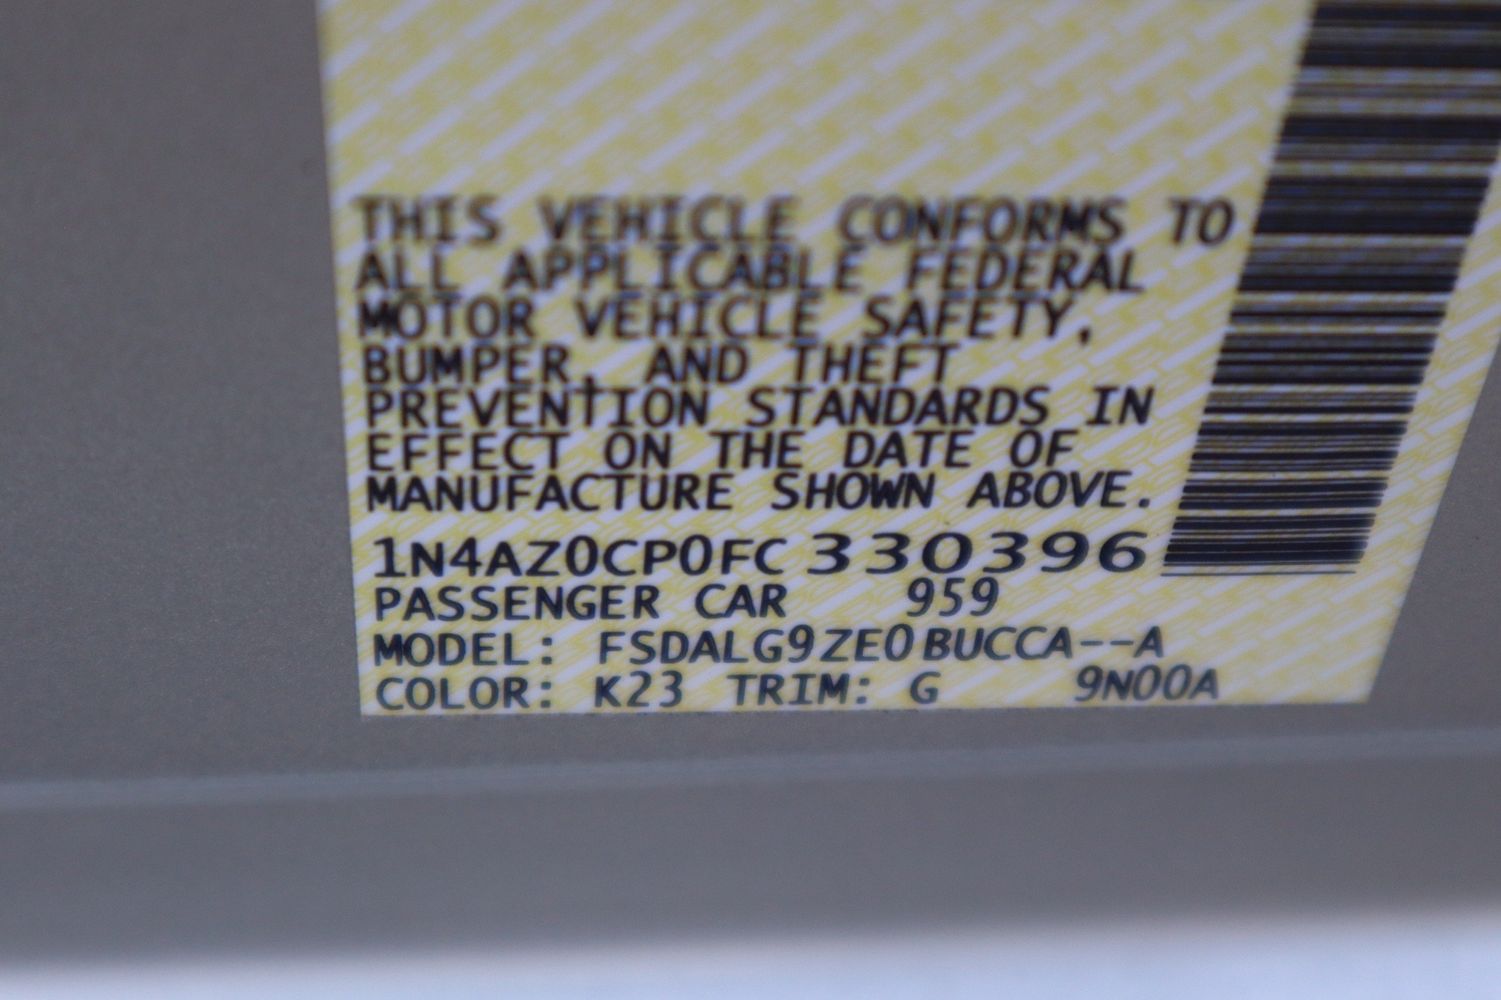 THIS VEHICLE CONFORMS TO
ALL APPLICABLE FEDERAL
MOTOR VEHICLE SAFETY,
BUMPER, AND THEFT
PREVENTION STANDARDS IN
EFFECT ON THE DATE OF
MANUFACTURE SHOWN ABOVE.
1N4AZ0CP0FC330396
PASSENGER CAR 959
MODEL: FSDALG9ZE0BUCCA--A
COLOR: K23 TRIM: G 9N00A